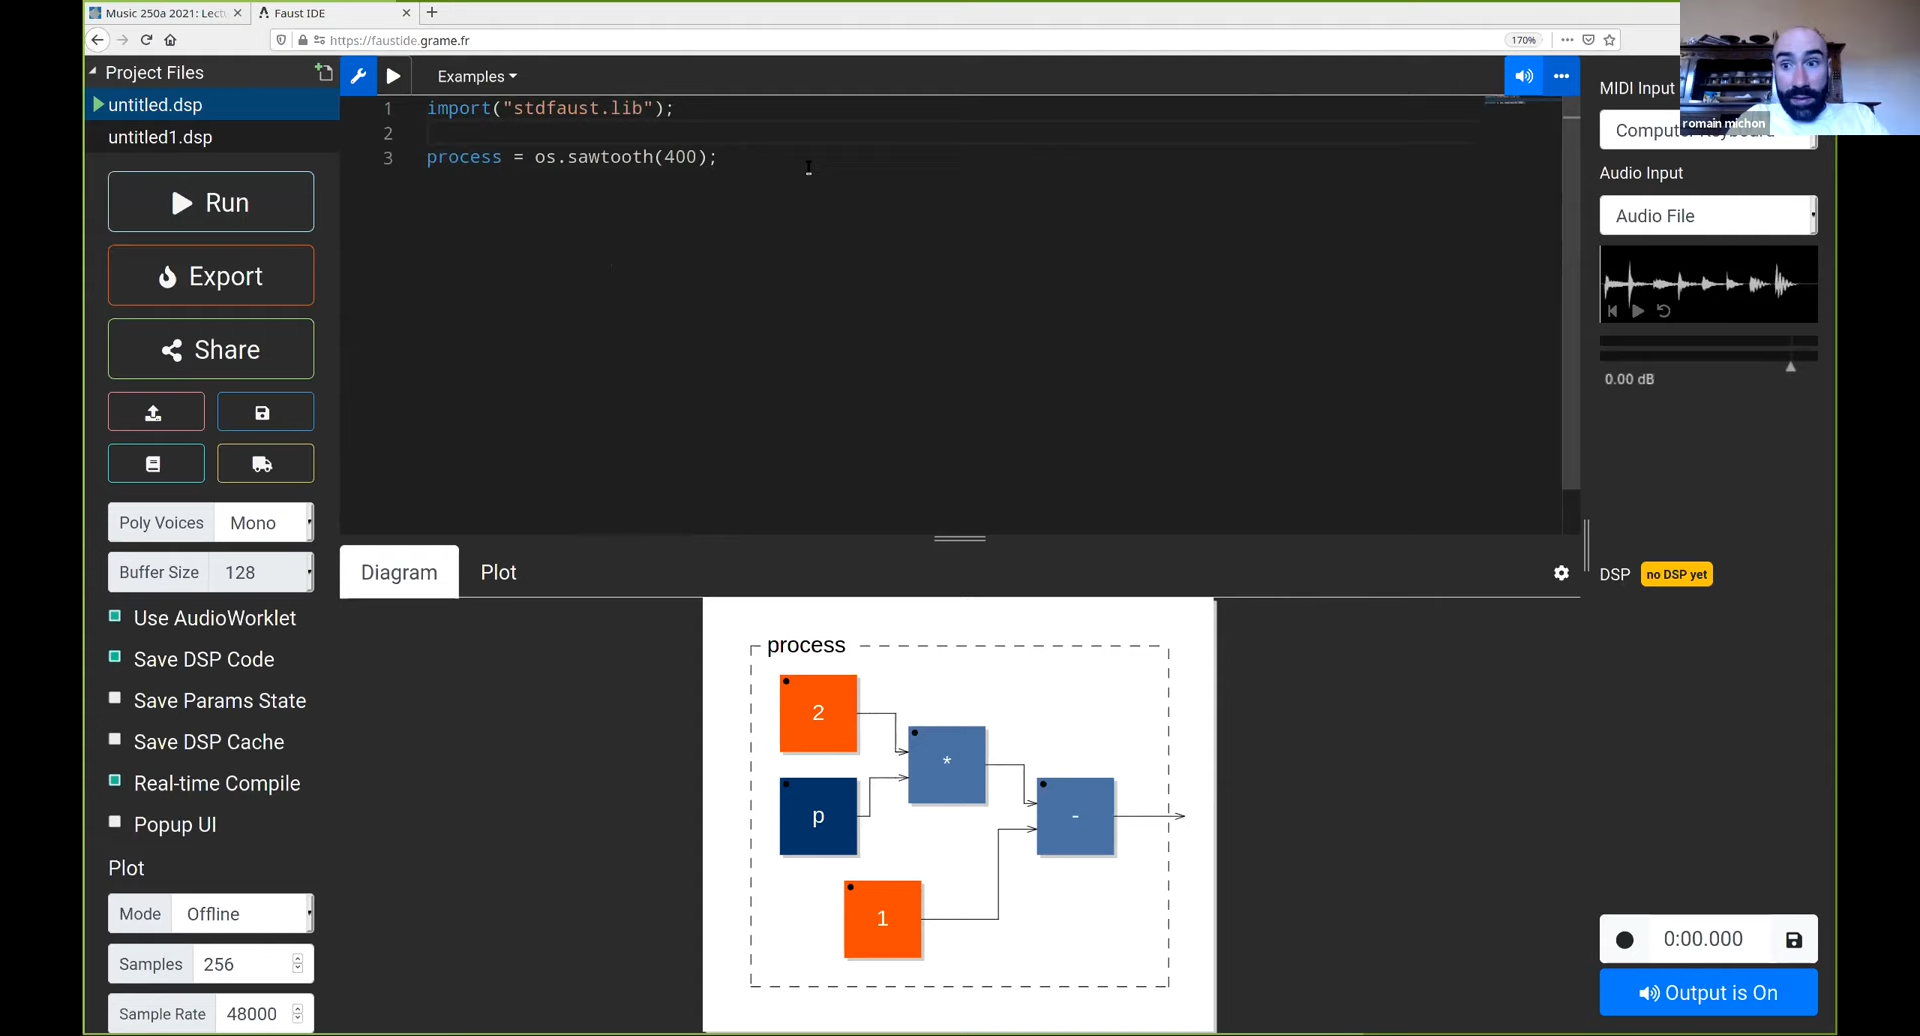 Music 250a 2021: Lectu
Faust IDE
https://faustide.grame.fr
170%
romain michon
Project Files
untitled.dsp
untitled1.dsp
Run
Export
Share
Poly Voices Mono
Buffer Size 128
Use AudioWorklet
Save DSP Code
Save Params State
Save DSP Cache
Real-time Compile
Popup UI
Plot
Mode Offline
Samples 256
Sample Rate 48000
Examples
1 import("stdfaust.lib");
2
3 process = os.sawtooth(400);
Diagram Plot
process
2
*
p
-
1
MIDI Input
Audio Input
Audio File
0.00 dB
DSP no DSP yet
0:00.000
Output is On